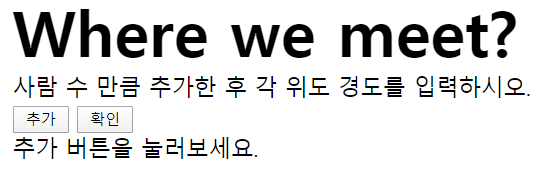 Where we meet?
사람 수 만큼 추가한 후 각 위도 경도를 입력하시오.
추가 확인
추가 버튼을 눌러보세요.